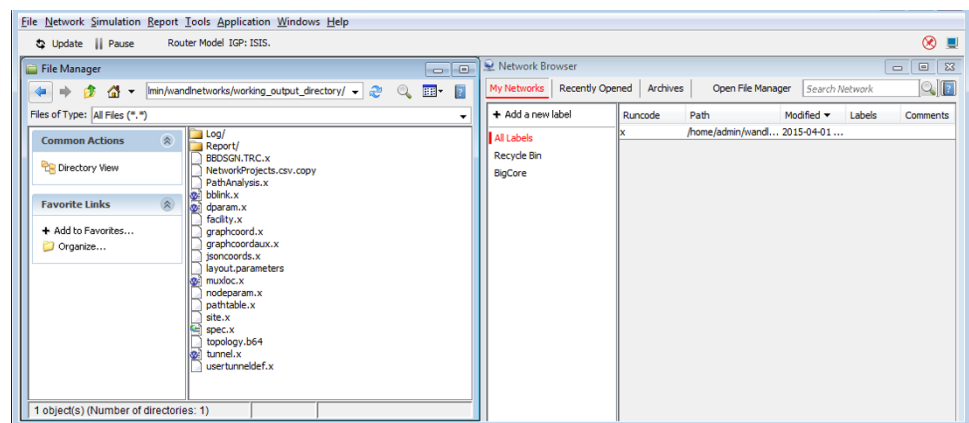 File Network Simulation Report Tools Application Windows Help
Update Pause Router Model IGP: ISIS.
File Manager
lmin/wandlnetworks/working_output_directory/
Files of Type: All Files (*.*)
Common Actions
Directory View
Favorite Links
+ Add to Favorites...
Organize...
Log/
Report/
BBDSGN.TRC.x
NetworkProjects.csv.copy
PathAnalysis.x
bblink.x
dparam.x
facility.x
graphcoord.x
graphcoordaux.x
jsoncoords.x
layout.parameters
muxloc.x
nodeparam.x
pathtable.x
site.x
spec.x
topology.b64
tunnel.x
usertunneldef.x
1 object(s) (Number of directories: 1)
Network Browser
My Networks Recently Opened Archives Open File Manager Search Network
+ Add a new label
All Labels
Recycle Bin
BigCore
Runcode Path Modified Labels Comments
x /home/admin/wandl... 2015-04-01 ...